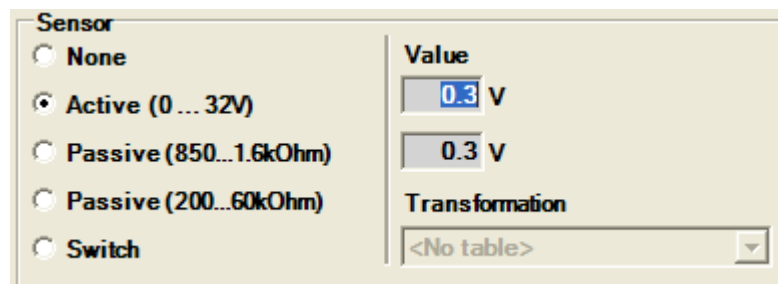 Sensor
None
Active (0 ... 32V)
Passive (850...1.6kOhm)
Passive (200...60kOhm)
Switch
Value
0.3 V
0.3 V
Transformation
<No table>